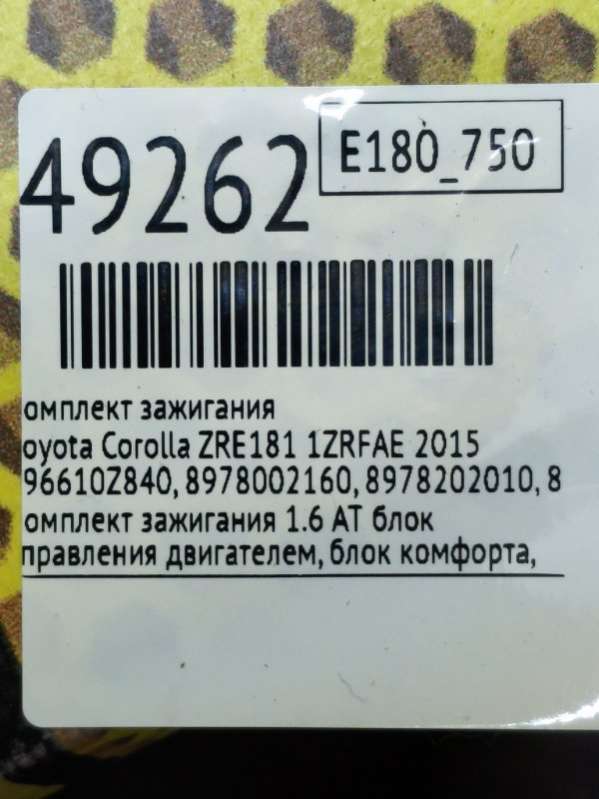 49262
E180_750
омплект зажигания
oyota Corolla ZRE181 1ZRFAE 2015
96610Z840, 8978002160, 8978202010, 8
омплект зажигания 1.6 AT блок
правления двигателем, блок комфорта,